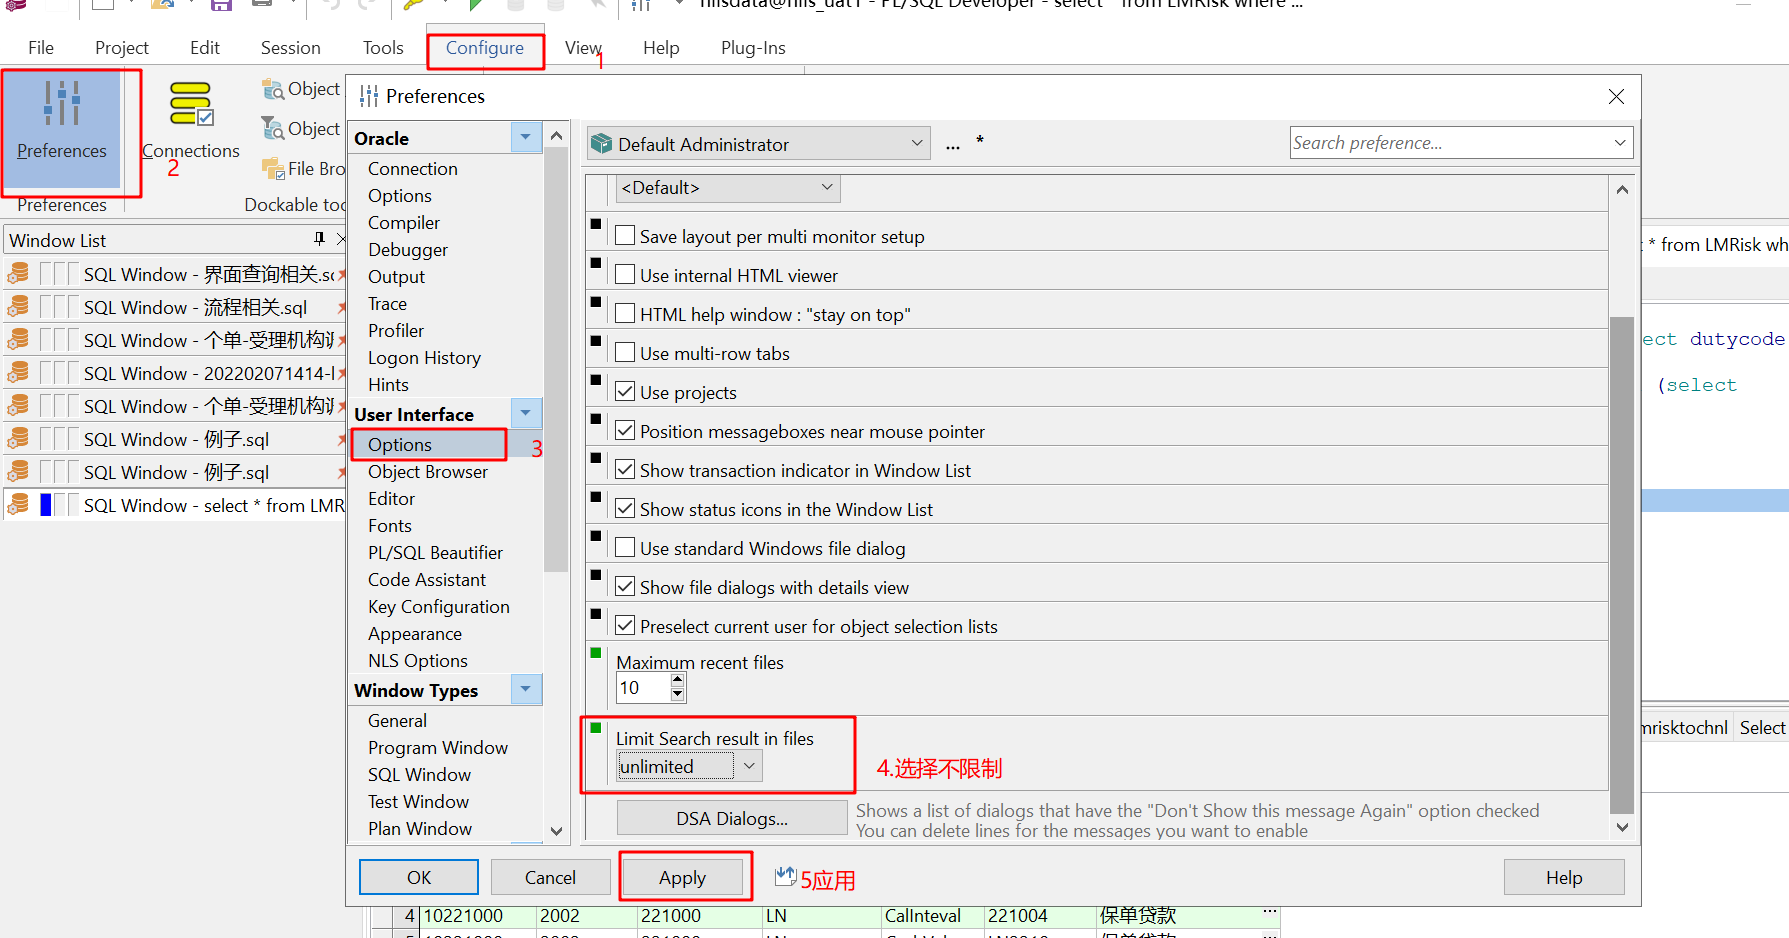 hlisdata@hlis_uat1 - PL/SQL Developer - select * from LMRisk where ...
File Project Edit Session Tools Configure View Help Plug-Ins
1
Preferences
Connections
2
Object
Object
File Bro
Preferences
Dockable too
Window List
SQL Window - 界面查询相关.s
SQL Window - 流程相关.sql
SQL Window - 个单-受理机构
SQL Window - 202202071414-
SQL Window - 个单-受理机构
SQL Window - 例子.sql
SQL Window - 例子.sql
SQL Window - select * from LMR
Preferences
Oracle
Connection
Options
Compiler
Debugger
Output
Trace
Profiler
Logon History
Hints
User Interface
Options
3
Object Browser
Editor
Fonts
PL/SQL Beautifier
Code Assistant
Key Configuration
Appearance
NLS Options
Window Types
General
Program Window
SQL Window
Test Window
Plan Window
Default Administrator
... *
Search preference...
<Default>
Save layout per multi monitor setup
Use internal HTML viewer
HTML help window : "stay on top"
Use multi-row tabs
Use projects
Position messageboxes near mouse pointer
Show transaction indicator in Window List
Show status icons in the Window List
Use standard Windows file dialog
Show file dialogs with details view
Preselect current user for object selection lists
Maximum recent files
10
Limit Search result in files
unlimited
4.选择不限制
DSA Dialogs...
Shows a list of dialogs that have the "Don't Show this message Again" option checked
You can delete lines for the messages you want to enable
OK Cancel Apply
5应用
Help
* from LMRisk wh
ect dutycode
(select
mrisktochnl Select
4 10221000 2002 221000 LN CalInteval 221004 保单贷款 ...